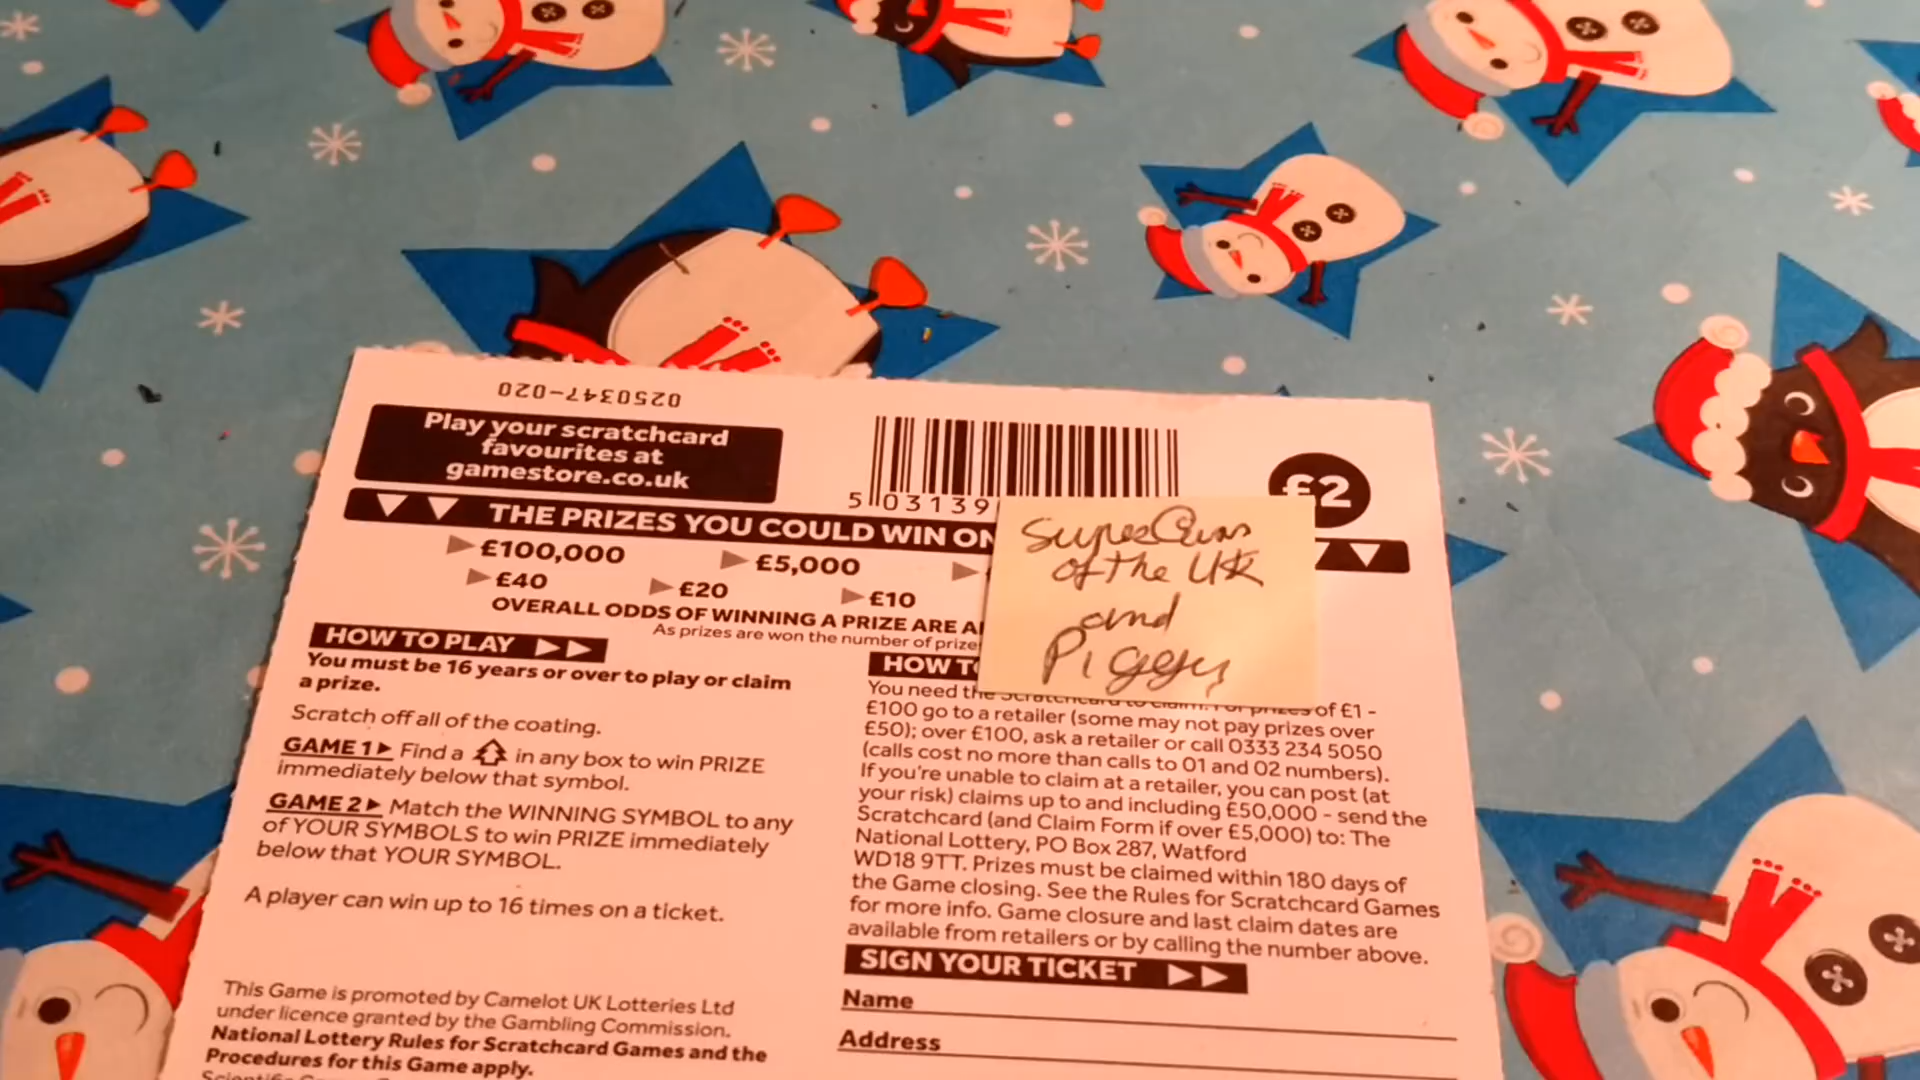 0250347-020
Play your scratchcard
favourites at
gamestore.co.uk
5 03139
£2
THE PRIZES YOU COULD WIN ON
£100,000 £5,000
£40 £20 £10
OVERALL ODDS OF WINNING A PRIZE ARE
As prizes are won the number of prize
of the UK
and
Piggy
HOW TO PLAY
You must be 16 years or over to play or claim
a prize.
Scratch off all of the coating.
GAME 1 Find a in any box to win PRIZE
immediately below that symbol.
GAME 2 Match the WINNING SYMBOL to any
of YOUR SYMBOLS to win PRIZE immediately
below that YOUR SYMBOL.
A player can win up to 16 times on a ticket.
This Game is promoted by Camelot UK Lotteries Ltd
under licence granted by the Gambling Commission.
National Lottery Rules for Scratchcard Games and the
Procedures for this Game apply.
HOW
You need the Scratchcard to claim. For prizes of £1 -
£100 go to a retailer (some may not pay prizes over
£50); over £100, ask a retailer or call 0333 234 5050
(calls cost no more than calls to 01 and 02 numbers).
If you're unable to claim at a retailer, you can post (at
your risk) claims up to and including £50,000 - send the
Scratchcard (and Claim Form if over £5,000) to: The
National Lottery, PO Box 287, Watford
WD18 9TT. Prizes must be claimed within 180 days of
the Game closing. See the Rules for Scratchcard Games
for more info. Game closure and last claim dates are
available from retailers or by calling the number above.
SIGN YOUR TICKET
Name
Address